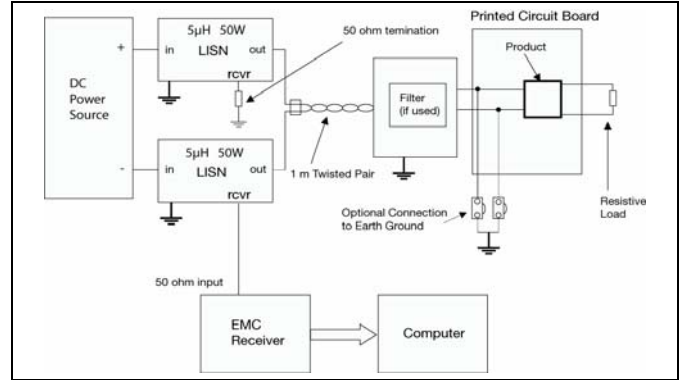 Printed Circuit Board
5µH 50W
LISN
in
out
rcvr
50 ohm temination
Product
+
DC
Power
Source
-
Filter
(if used)
5µH 50W
LISN
in
out
rcvr
1 m Twisted Pair
Optional Connection
to Earth Ground
Resistive
Load
50 ohm input
EMC
Receiver
Computer